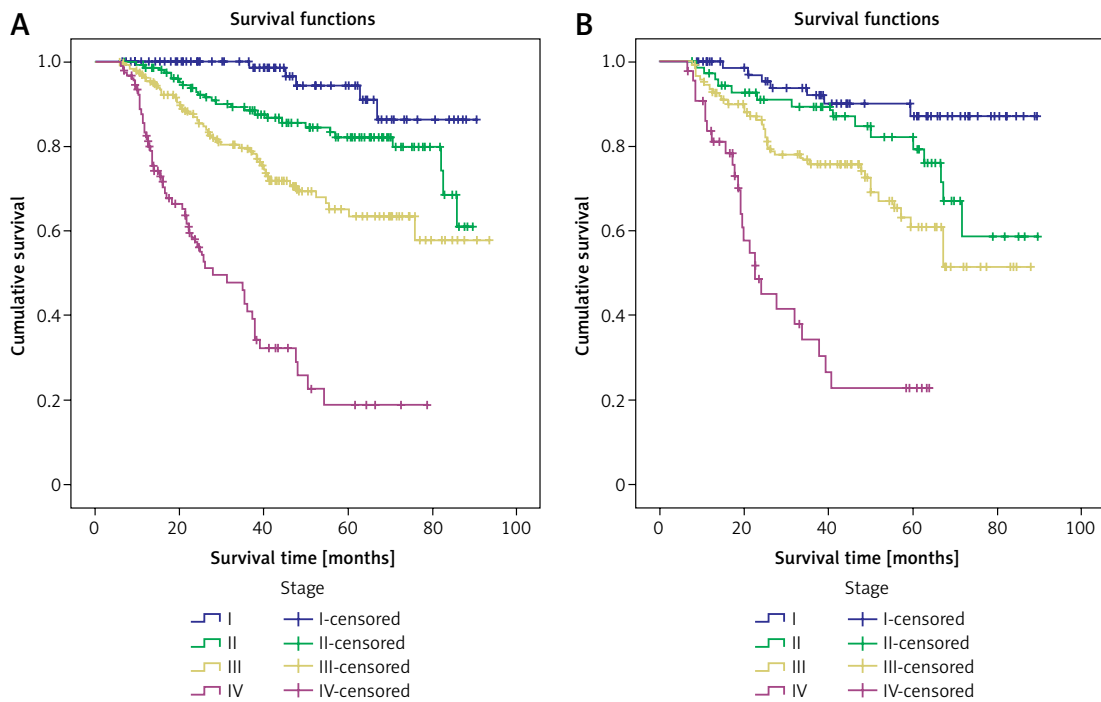 A
Survival functions
Cumulative survival
1.0
0.8
0.6
0.4
0.2
0
0 20 40 60 80 100
Survival time [months]
Stage
I I-censored
II II-censored
III III-censored
IV IV-censored
B
Survival functions
Cumulative survival
1.0
0.8
0.6
0.4
0.2
0
0 20 40 60 80 100
Survival time [months]
Stage
I I-censored
II II-censored
III III-censored
IV IV-censored